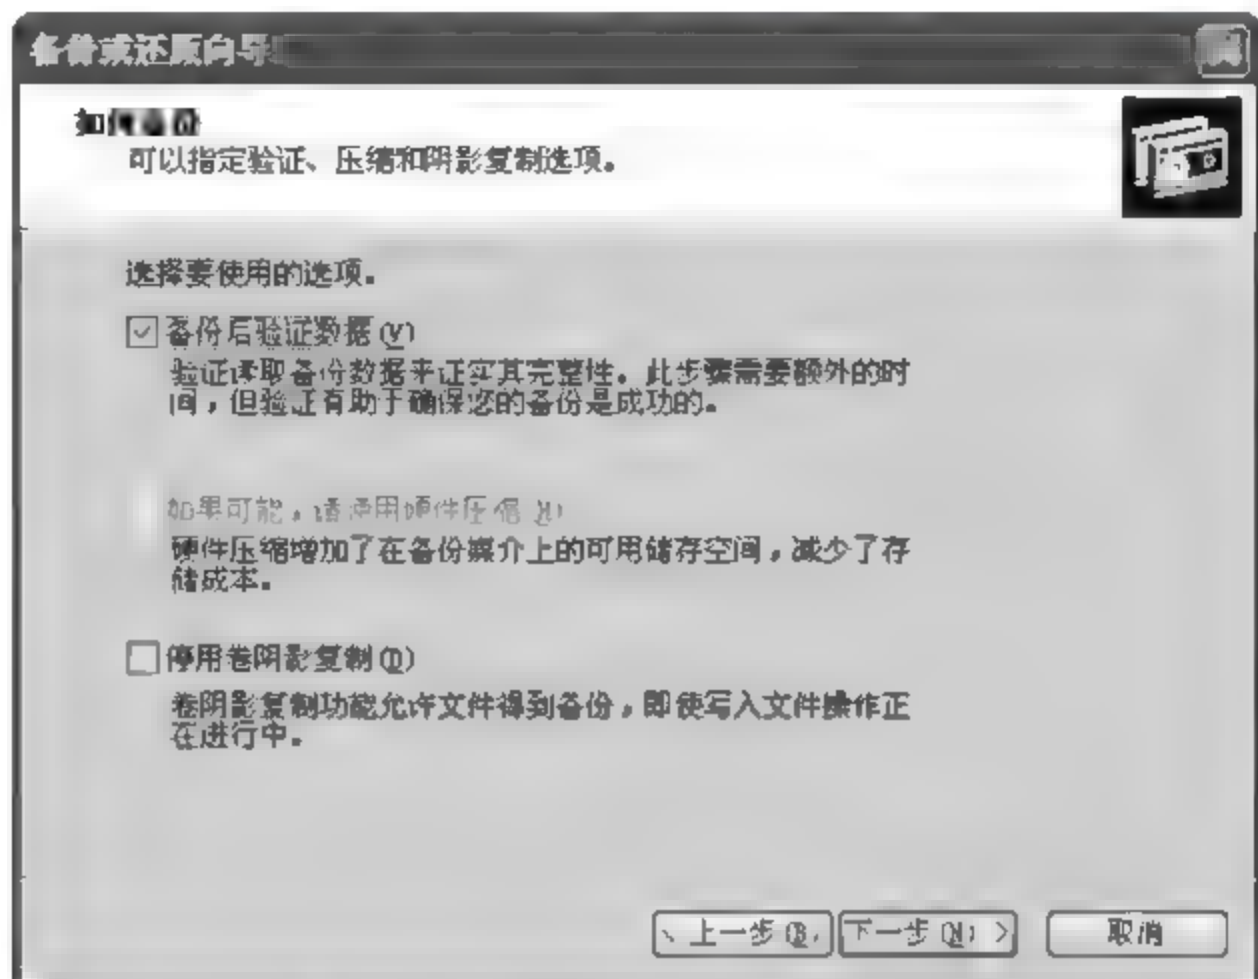 备份或还原向导
如何备份
可以指定验证、压缩和阴影复制选项。
选择要使用的选项。
备份后验证数据(V)
验证读取备份数据来证实其完整性。此步骤需要额外的时
间，但验证有助于确保您的备份是成功的。
如果可能，请使用硬件压缩
硬件压缩增加了在备份媒介上的可用储存空间，减少了存
储成本。
停用卷阴影复制
卷阴影复制功能允许文件得到备份，即使写入文件操作正
在进行中。
< 上一步(B)
下一步(N) >
取消